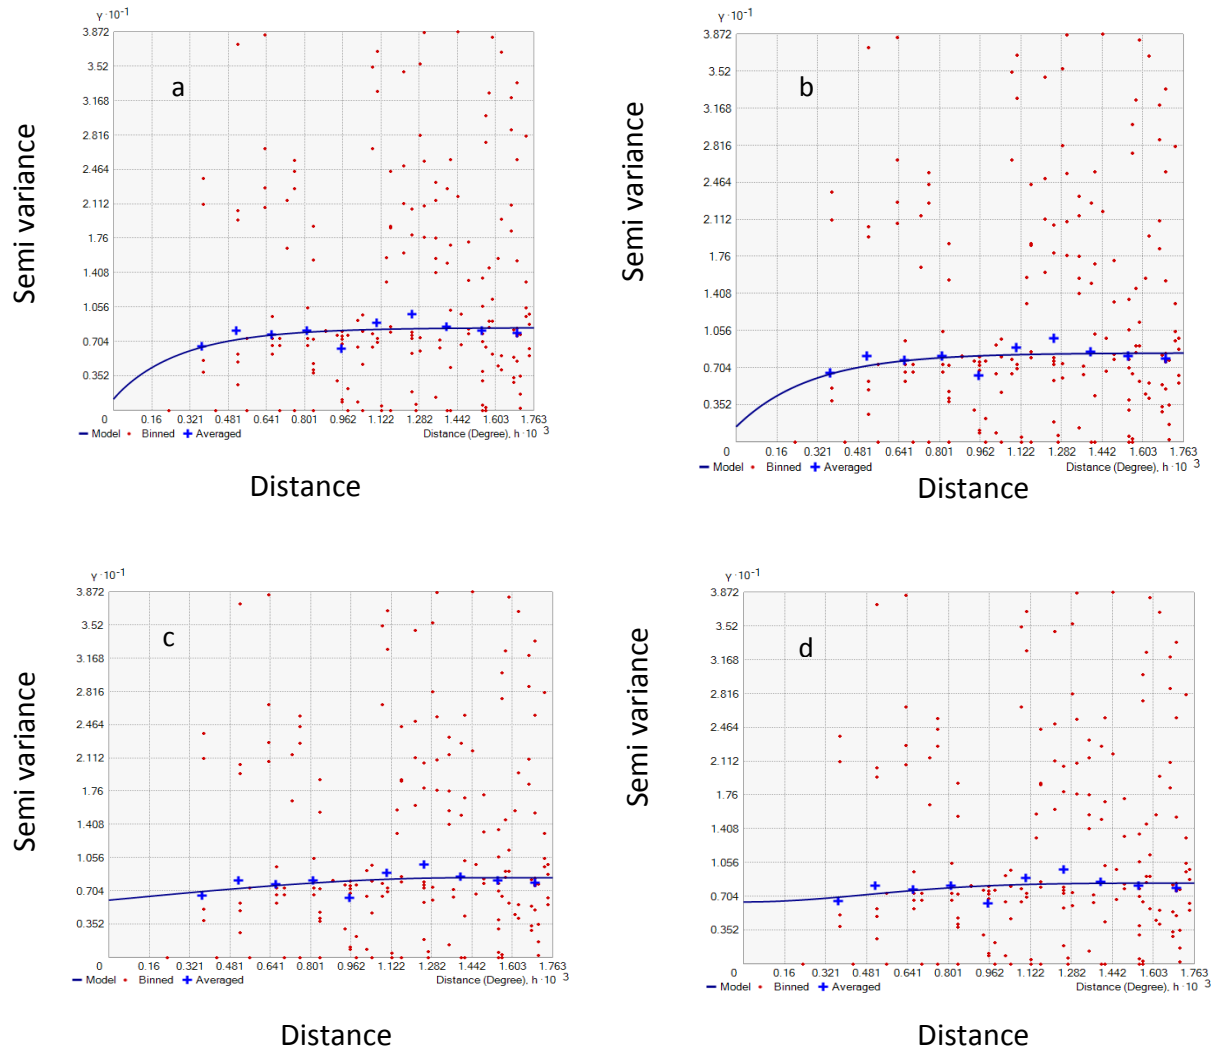 γ · 10⁻¹
3.872
3.52
3.168
2.816
2.464
2.112
1.76
1.408
1.056
0.704
0.352
a
Semi variance
0 0.16 0.321 0.481 0.641 0.801 0.962 1.122 1.282 1.442 1.603 1.763
Distance (Degree), h · 10 3
Model Binned Averaged
Distance
γ · 10⁻¹
3.872
3.52
3.168
2.816
2.464
2.112
1.76
1.408
1.056
0.704
0.352
b
Semi variance
0 0.16 0.321 0.481 0.641 0.801 0.962 1.122 1.282 1.442 1.603 1.763
Distance (Degree), h · 10 3
Model Binned Averaged
Distance
γ · 10⁻¹
3.872
3.52
3.168
2.816
2.464
2.112
1.76
1.408
1.056
0.704
0.352
c
Semi variance
0 0.16 0.321 0.481 0.641 0.801 0.962 1.122 1.282 1.442 1.603 1.763
Distance (Degree), h · 10 3
Model Binned Averaged
Distance
γ · 10⁻¹
3.872
3.52
3.168
2.816
2.464
2.112
1.76
1.408
1.056
0.704
0.352
d
Semi variance
0 0.16 0.321 0.481 0.641 0.801 0.962 1.122 1.282 1.442 1.603 1.763
Distance (Degree), h · 10 3
Model Binned Averaged
Distance